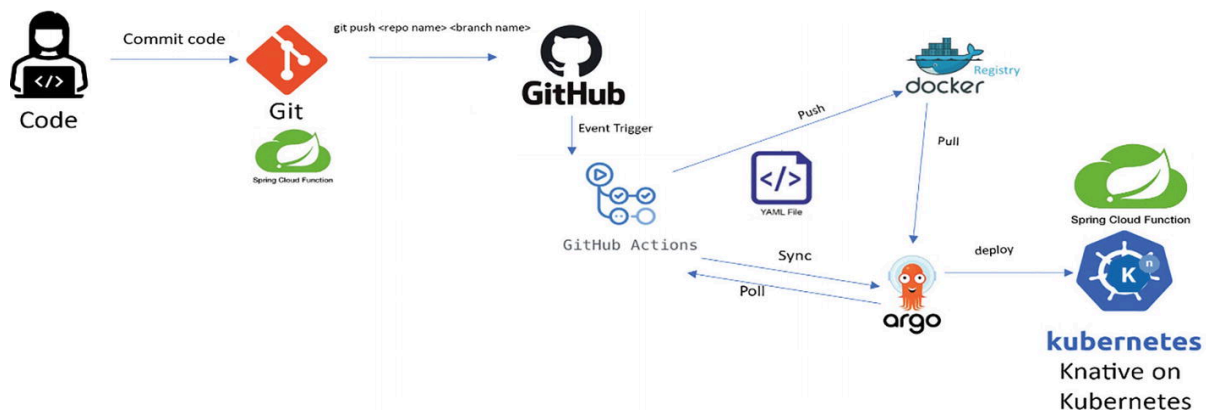 Commit code
git push <repo name> <branch name>
</>
Code
Git
GitHub
Registry
docker
Spring Cloud Function
Event Trigger
Push
Pull
</>
YAML File
GitHub Actions
Spring Cloud Function
Sync
Poll
argo
deploy
K
n
kubernetes
Knative on
Kubernetes